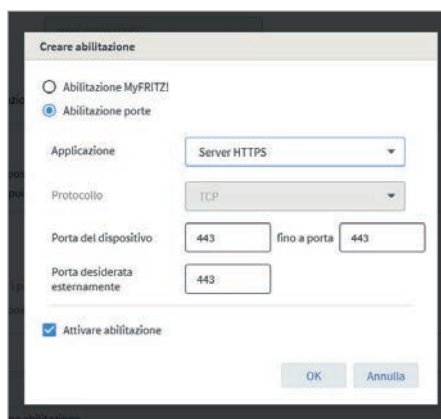 Creare abilitazione
Abilitazione MyFRITZ!
Abilitazione porte
Applicazione Server HTTPS
Protocollo TCP
Porta del dispositivo 443 fino a porta 443
Porta desiderata
esternamente 443
Attivare abilitazione
OK Annulla